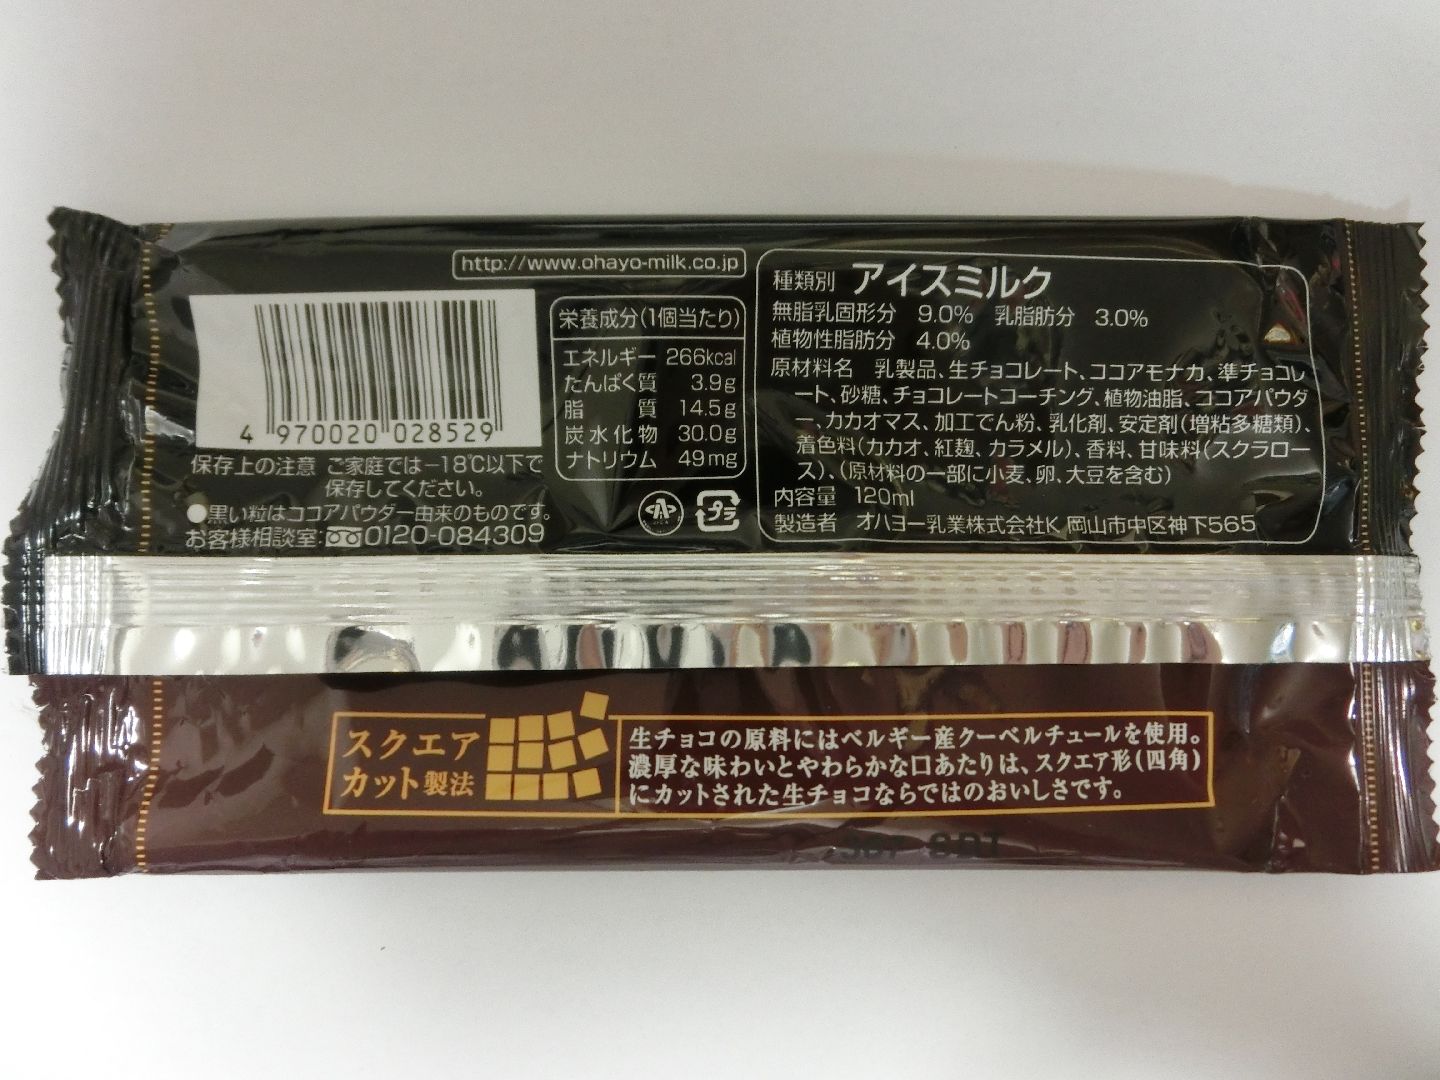 http://www.ohayo-milk.co.jp
4 970020 028529
保存上の注意 ご家庭では−18℃以下で
保存してください。
●黒い粒はココアパウダー由来のものです。
お客様相談室:0120-084309
栄養成分(1個当たり)
エネルギー 266kcal
たんぱく質 3.9g
脂質 14.5g
炭水化物 30.0g
ナトリウム 49mg
プラ
種類別 アイスミルク
無脂乳固形分 9.0% 乳脂肪分 3.0%
植物性脂肪分 4.0%
原材料名 乳製品、生チョコレート、ココアモナカ、準チョコレ
ート、砂糖、チョコレートコーチング、植物油脂、ココアパウダ
ー、カカオマス、加工でん粉、乳化剤、安定剤(増粘多糖類)、
着色料(カカオ、紅麹、カラメル)、香料、甘味料(スクラロー
ス)、(原材料の一部に小麦、卵、大豆を含む)
内容量 120ml
製造者 オハヨー乳業株式会社K 岡山市中区神下565
スクエア
カット製法
生チョコの原料にはベルギー産クーベルチュールを使用。
濃厚な味わいとやわらかな口あたりは、スクエア形(四角)
にカットされた生チョコならではのおいしさです。